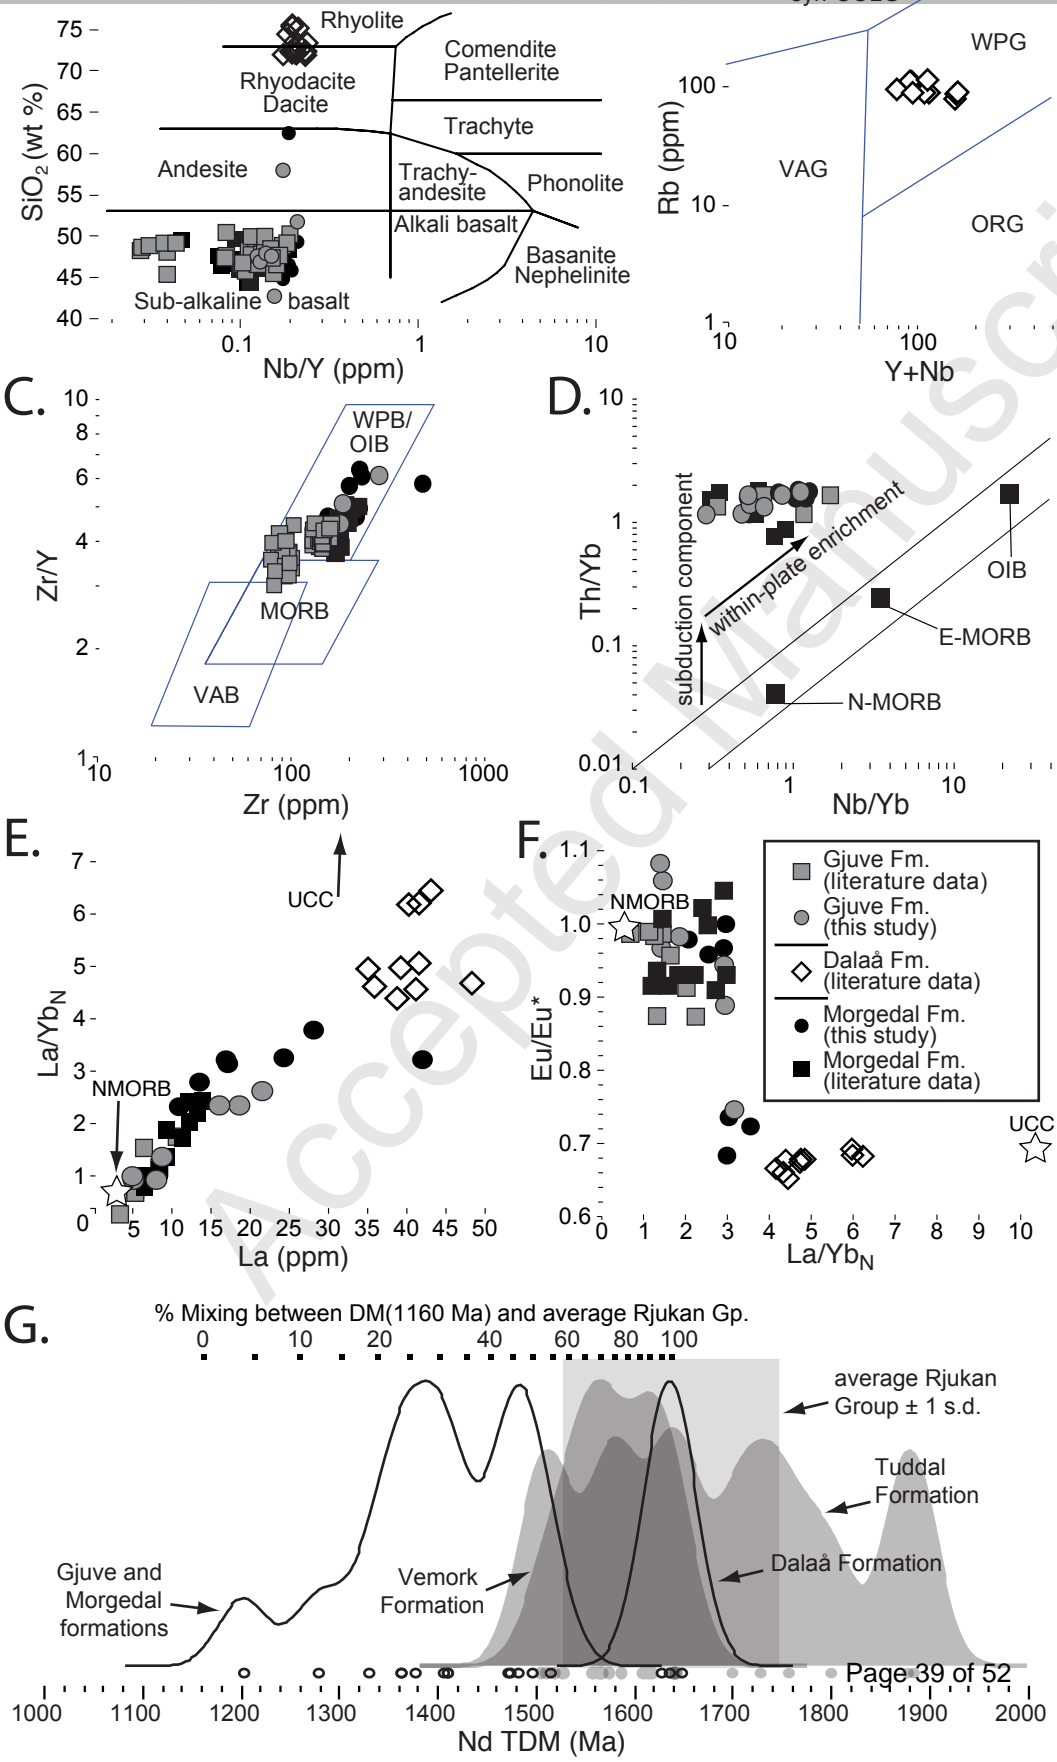 syn-COLG
75
70
65
60
55
50
45
40
SiO2 (wt %)
Rhyolite
Comendite
Pantellerite
Rhyodacite
Dacite
Trachyte
Andesite
Trachy-
andesite
Phonolite
Alkali basalt
Basanite
Nephelinite
Sub-alkaline basalt
0.1 1 10
Nb/Y (ppm)
Rb (ppm)
100
10
1
WPG
VAG
ORG
10 100
Y+Nb
C.
10
8
6
4
2
1
Zr/Y
WPB/
OIB
MORB
VAB
10 100 1000
Zr (ppm)
D.
10
1
0.1
0.01
Th/Yb
subduction component
within-plate enrichment
OIB
E-MORB
N-MORB
0.1 1 10
Nb/Yb
E.
7
6
5
4
3
2
1
0
La/YbN
UCC
NMORB
5 10 15 20 25 30 35 40 45 50
La (ppm)
F.
1.1
1.0
0.9
0.8
0.7
0.6
Eu/Eu*
NMORB
UCC
Gjuve Fm.
(literature data)
Gjuve Fm.
(this study)
Dalaå Fm.
(literature data)
Morgedal Fm.
(this study)
Morgedal Fm.
(literature data)
0 1 2 3 4 5 6 7 8 9 10
La/YbN
G.
% Mixing between DM(1160 Ma) and average Rjukan Gp.
0 10 20 40 60 80 100
average Rjukan
Group ± 1 s.d.
Tuddal
Formation
Dalaå Formation
Vemork
Formation
Gjuve and
Morgedal
formations
Page 39 of 52
1000 1100 1200 1300 1400 1500 1600 1700 1800 1900 2000
Nd TDM (Ma)